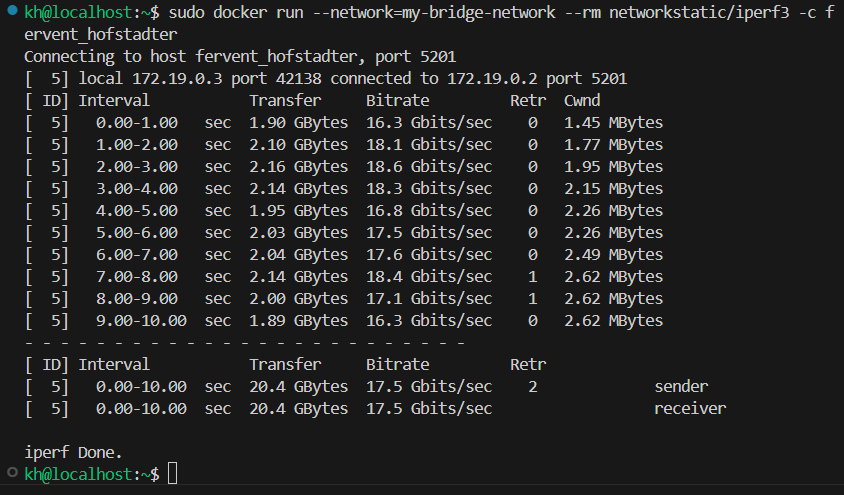 kh@localhost:~$ sudo docker run --network=my-bridge-network --rm networkstatic/iperf3 -c f
ervent_hofstadter
Connecting to host fervent_hofstadter, port 5201
[  5] local 172.19.0.3 port 42138 connected to 172.19.0.2 port 5201
[ ID] Interval           Transfer     Bitrate         Retr  Cwnd
[  5]   0.00-1.00   sec  1.90 GBytes  16.3 Gbits/sec    0   1.45 MBytes
[  5]   1.00-2.00   sec  2.10 GBytes  18.1 Gbits/sec    0   1.77 MBytes
[  5]   2.00-3.00   sec  2.16 GBytes  18.6 Gbits/sec    0   1.95 MBytes
[  5]   3.00-4.00   sec  2.14 GBytes  18.3 Gbits/sec    0   2.15 MBytes
[  5]   4.00-5.00   sec  1.95 GBytes  16.8 Gbits/sec    0   2.26 MBytes
[  5]   5.00-6.00   sec  2.03 GBytes  17.5 Gbits/sec    0   2.26 MBytes
[  5]   6.00-7.00   sec  2.04 GBytes  17.6 Gbits/sec    0   2.49 MBytes
[  5]   7.00-8.00   sec  2.14 GBytes  18.4 Gbits/sec    1   2.62 MBytes
[  5]   8.00-9.00   sec  2.00 GBytes  17.1 Gbits/sec    1   2.62 MBytes
[  5]   9.00-10.00  sec  1.89 GBytes  16.3 Gbits/sec    0   2.62 MBytes
- - - - - - - - - - - - - - - - - - - - - - - - -
[ ID] Interval           Transfer     Bitrate         Retr
[  5]   0.00-10.00  sec  20.4 GBytes  17.5 Gbits/sec    2             sender
[  5]   0.00-10.00  sec  20.4 GBytes  17.5 Gbits/sec                  receiver

iperf Done.
kh@localhost:~$